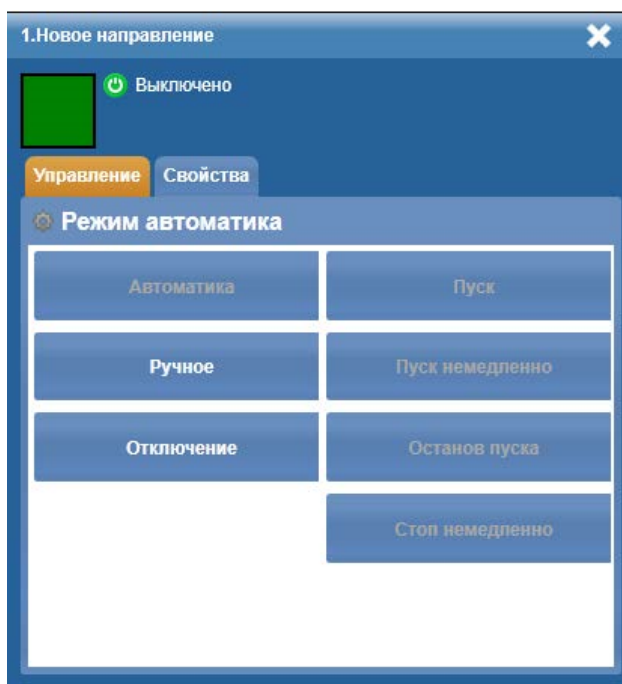 1.Новое направление
Выключено
Управление Свойства
Режим автоматика
Автоматика Пуск
Ручное Пуск немедленно
Отключение Останов пуска
Стоп немедленно